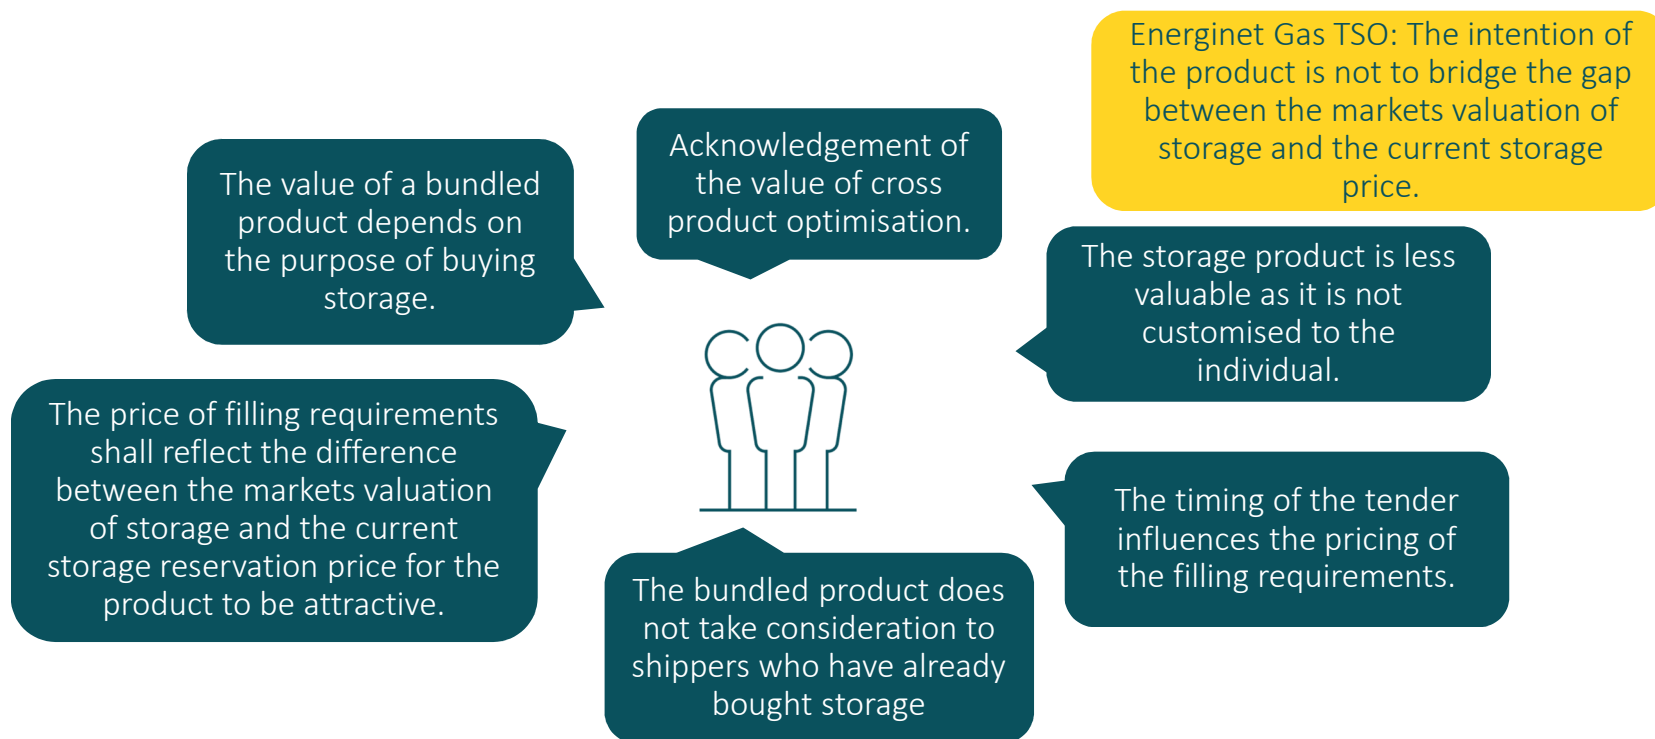 Energinet Gas TSO: The intention of
the product is not to bridge the gap
between the markets valuation of
storage and the current storage
price.
Acknowledgement of
the value of cross
product optimisation.
The value of a bundled
product depends on
the purpose of buying
storage.
The storage product is less
valuable as it is not
customised to the
individual.
The price of filling requirements
shall reflect the difference
between the markets valuation
of storage and the current
storage reservation price for the
product to be attractive.
The timing of the tender
influences the pricing of
the filling requirements.
The bundled product does
not take consideration to
shippers who have already
bought storage